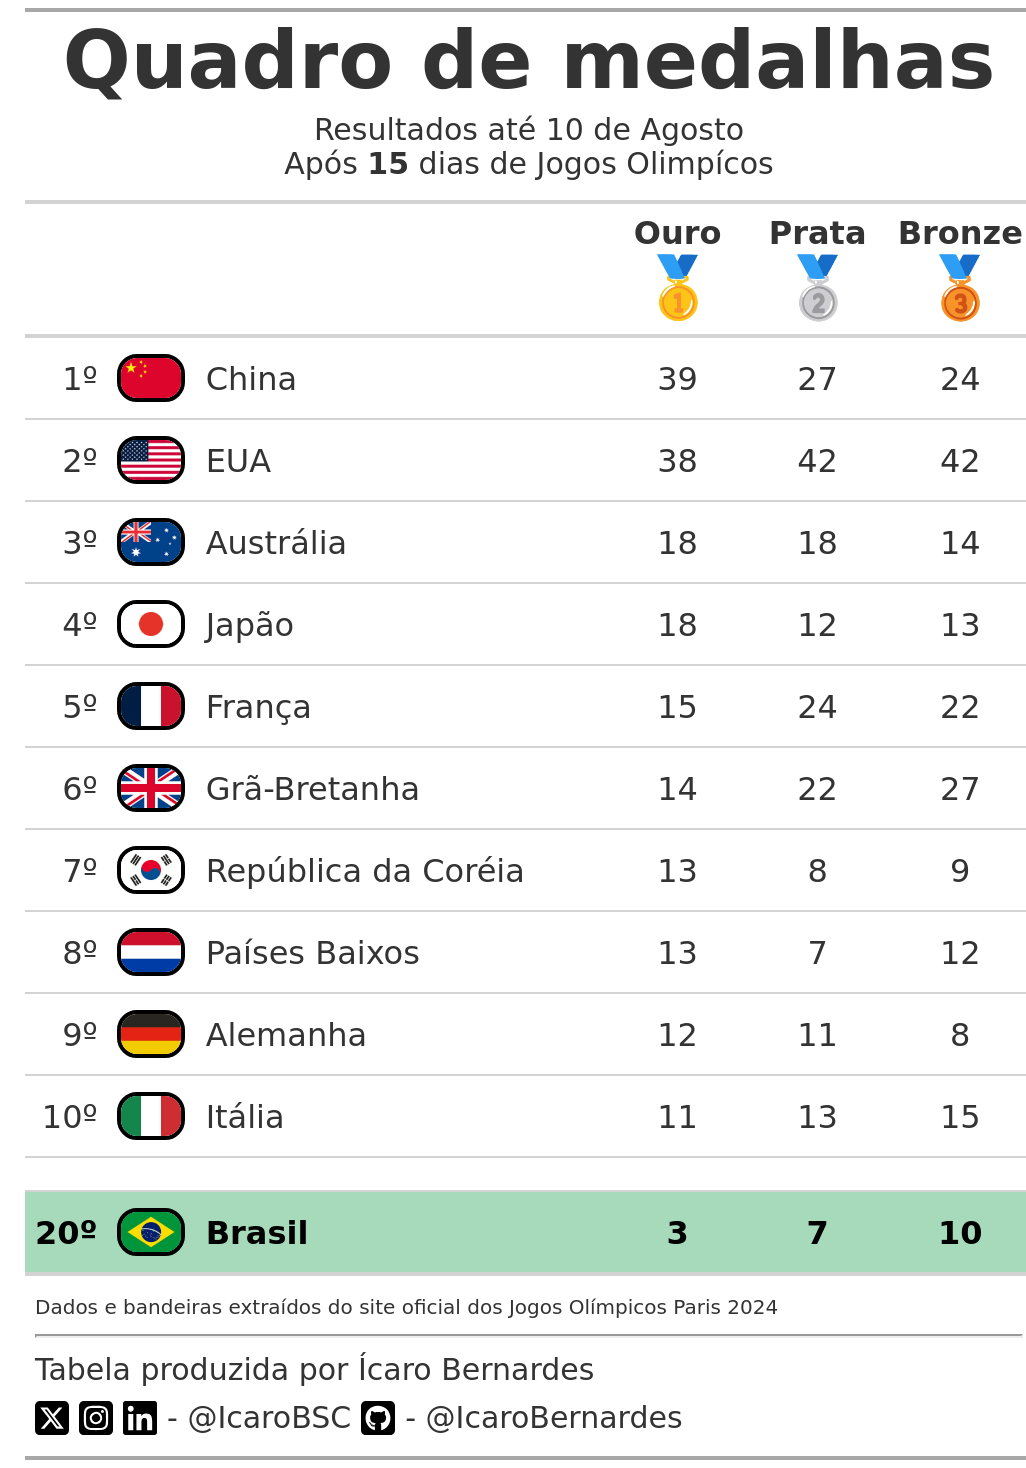 Quadro de medalhas
Resultados até 10 de Agosto
Após 15 dias de Jogos Olimpícos
Ouro Prata Bronze
1 2 3
1º China 39 27 24
2º EUA 38 42 42
3º Austrália 18 18 14
4º Japão 18 12 13
5º França 15 24 22
6º Grã-Bretanha 14 22 27
7º República da Coréia 13 8 9
8º Países Baixos 13 7 12
9º Alemanha 12 11 8
10º Itália 11 13 15
20º Brasil 3 7 10
Dados e bandeiras extraídos do site oficial dos Jogos Olímpicos Paris 2024
Tabela produzida por Ícaro Bernardes
X in - @IcaroBSC - @IcaroBernardes